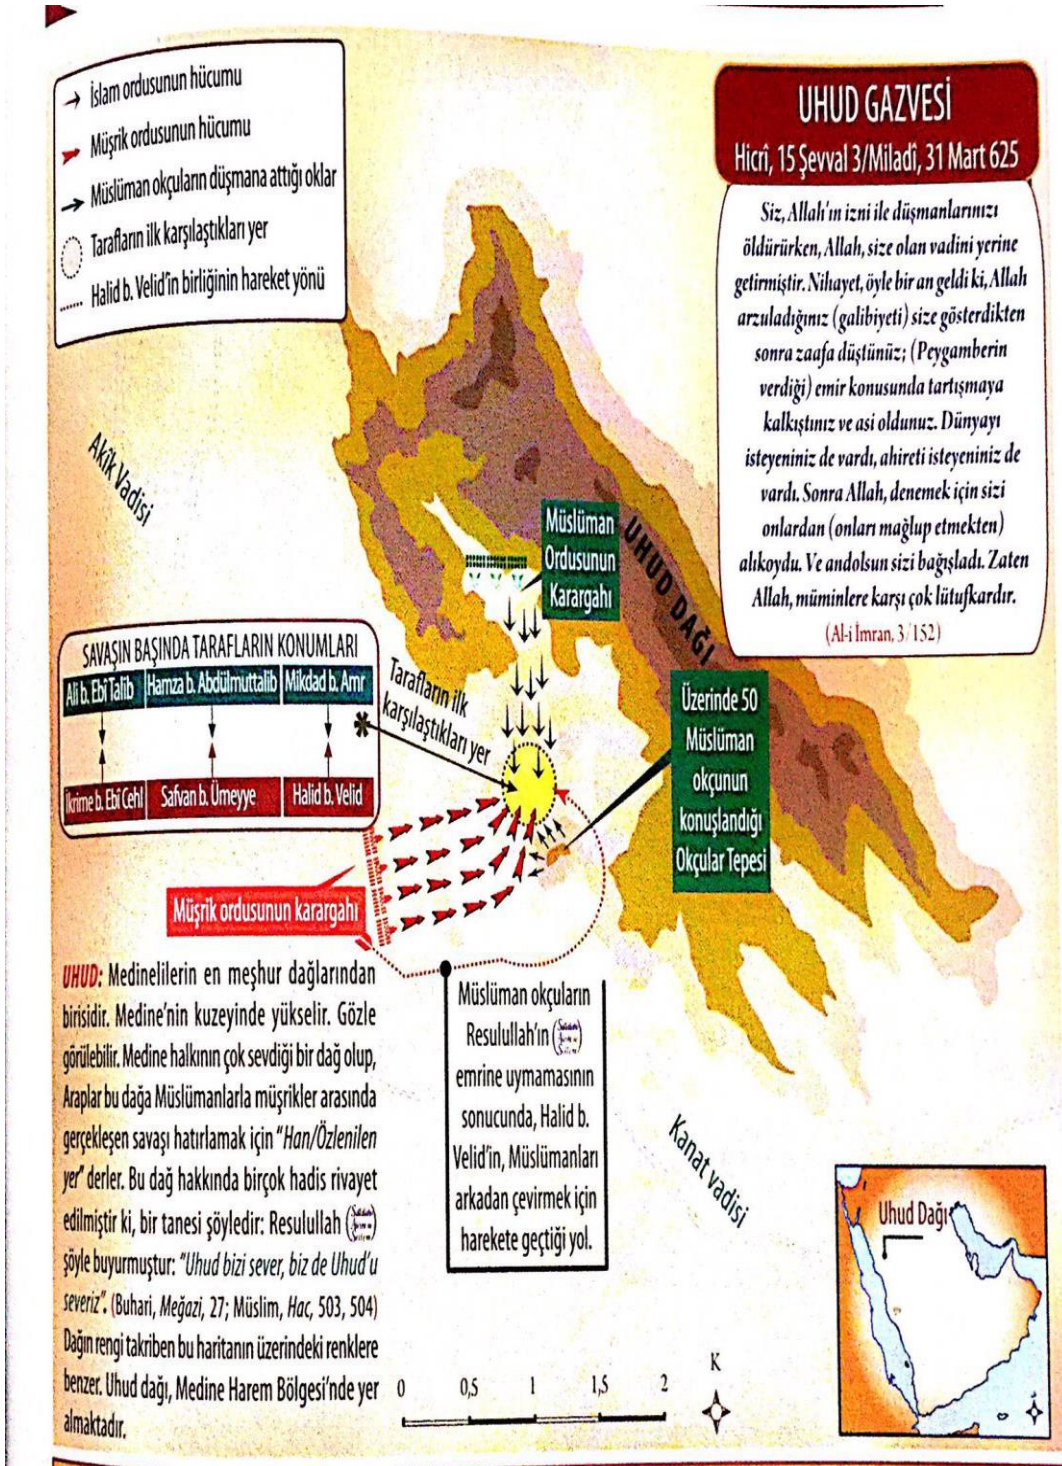 İslam ordusunun hücumu
Müşrik ordusunun hücumu
Müslüman okçuların düşmana attığı oklar
Tarafların ilk karşılaştıkları yer
Halid b. Velid'in birliğinin hareket yönü
UHUD GAZVESİ
Hicrî, 15 Şevval 3/Miladî, 31 Mart 625
Siz, Allah'ın izni ile düşmanlarınızı
öldürürken, Allah, size olan vadini yerine
getirmiştir. Nihayet, öyle bir an geldi ki, Allah
arzuladığınız (galibiyeti) size gösterdikten
sonra zaafa düştünüz; (Peygamberin
verdiği) emir konusunda tartışmaya
kalkıştınız ve asi oldunuz. Dünyayı
isteyeniniz de vardı, ahireti isteyeniniz de
vardı. Sonra Allah, denemek için sizi
onlardan (onları mağlup etmekten)
alıkoydu. Ve andolsun sizi bağışladı. Zaten
Allah, müminlere karşı çok lütufkardır.
(Al-i İmran, 3/152)
Akîk Vadisi
Müslüman
Ordusunun
Karargahı
UHUD DAĞI
SAVAŞIN BAŞINDA TARAFLARIN KONUMLARI
Ali b. Ebî Talib Hamza b. Abdülmuttalib Mikdad b. Amr
İkrime b. Ebî Cehl Safvan b. Ümeyye Halid b. Velid
Tarafların ilk
karşılaştıkları yer
Üzerinde 50
Müslüman
okçunun
konuşlandığı
Okçular Tepesi
Müşrik ordusunun karargahı
UHUD: Medinelilerin en meşhur dağlarından
birisidir. Medine'nin kuzeyinde yükselir. Gözle
görülebilir. Medine halkının çok sevdiği bir dağ olup,
Araplar bu dağa Müslümanlarla müşrikler arasında
gerçekleşen savaşı hatırlamak için "Han/Özlenilen
yer" derler. Bu dağ hakkında birçok hadis rivayet
edilmiştir ki, bir tanesi şöyledir: Resulullah
şöyle buyurmuştur: "Uhud bizi sever, biz de Uhud'u
severiz". (Buhari, Meğazi, 27; Müslim, Hac, 503, 504)
Dağın rengi takriben bu haritanın üzerindeki renklere
benzer. Uhud dağı, Medine Harem Bölgesi'nde yer
almaktadır.
Müslüman okçuların
Resulullah'ın
emrine uymamasının
sonucunda, Halid b.
Velid'in, Müslümanları
arkadan çevirmek için
harekete geçtiği yol.
Kanat vadisi
Uhud Dağı
0 0,5 1 1,5 2
K